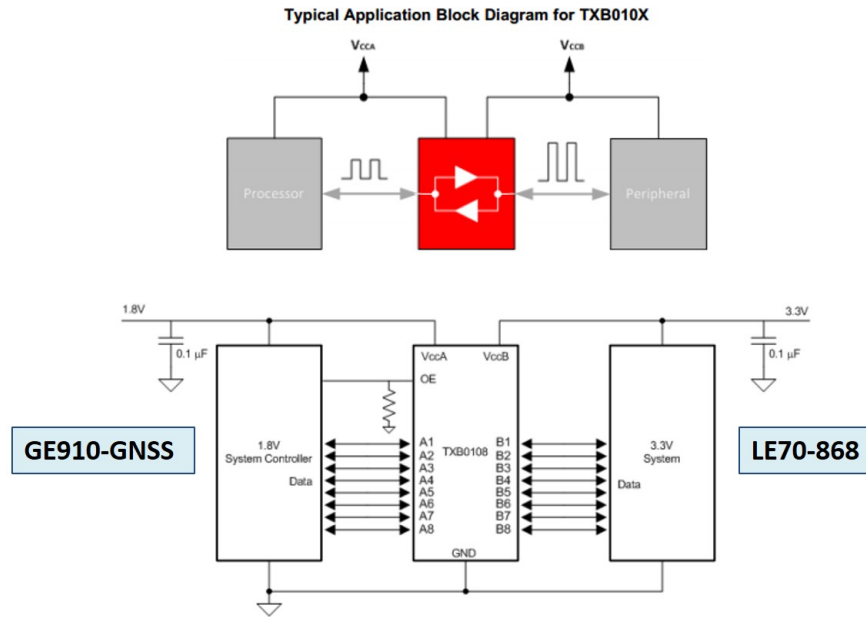 Typical Application Block Diagram for TXB010X
VCCA
VCCB
Processor
Peripheral
1.8V
3.3V
0.1 µF
0.1 µF
VccA
VccB
OE
GE910-GNSS
1.8V
System Controller
Data
A1
A2
A3
A4
A5
A6
A7
A8
TXB0108
B1
B2
B3
B4
B5
B6
B7
B8
GND
3.3V
System
Data
LE70-868